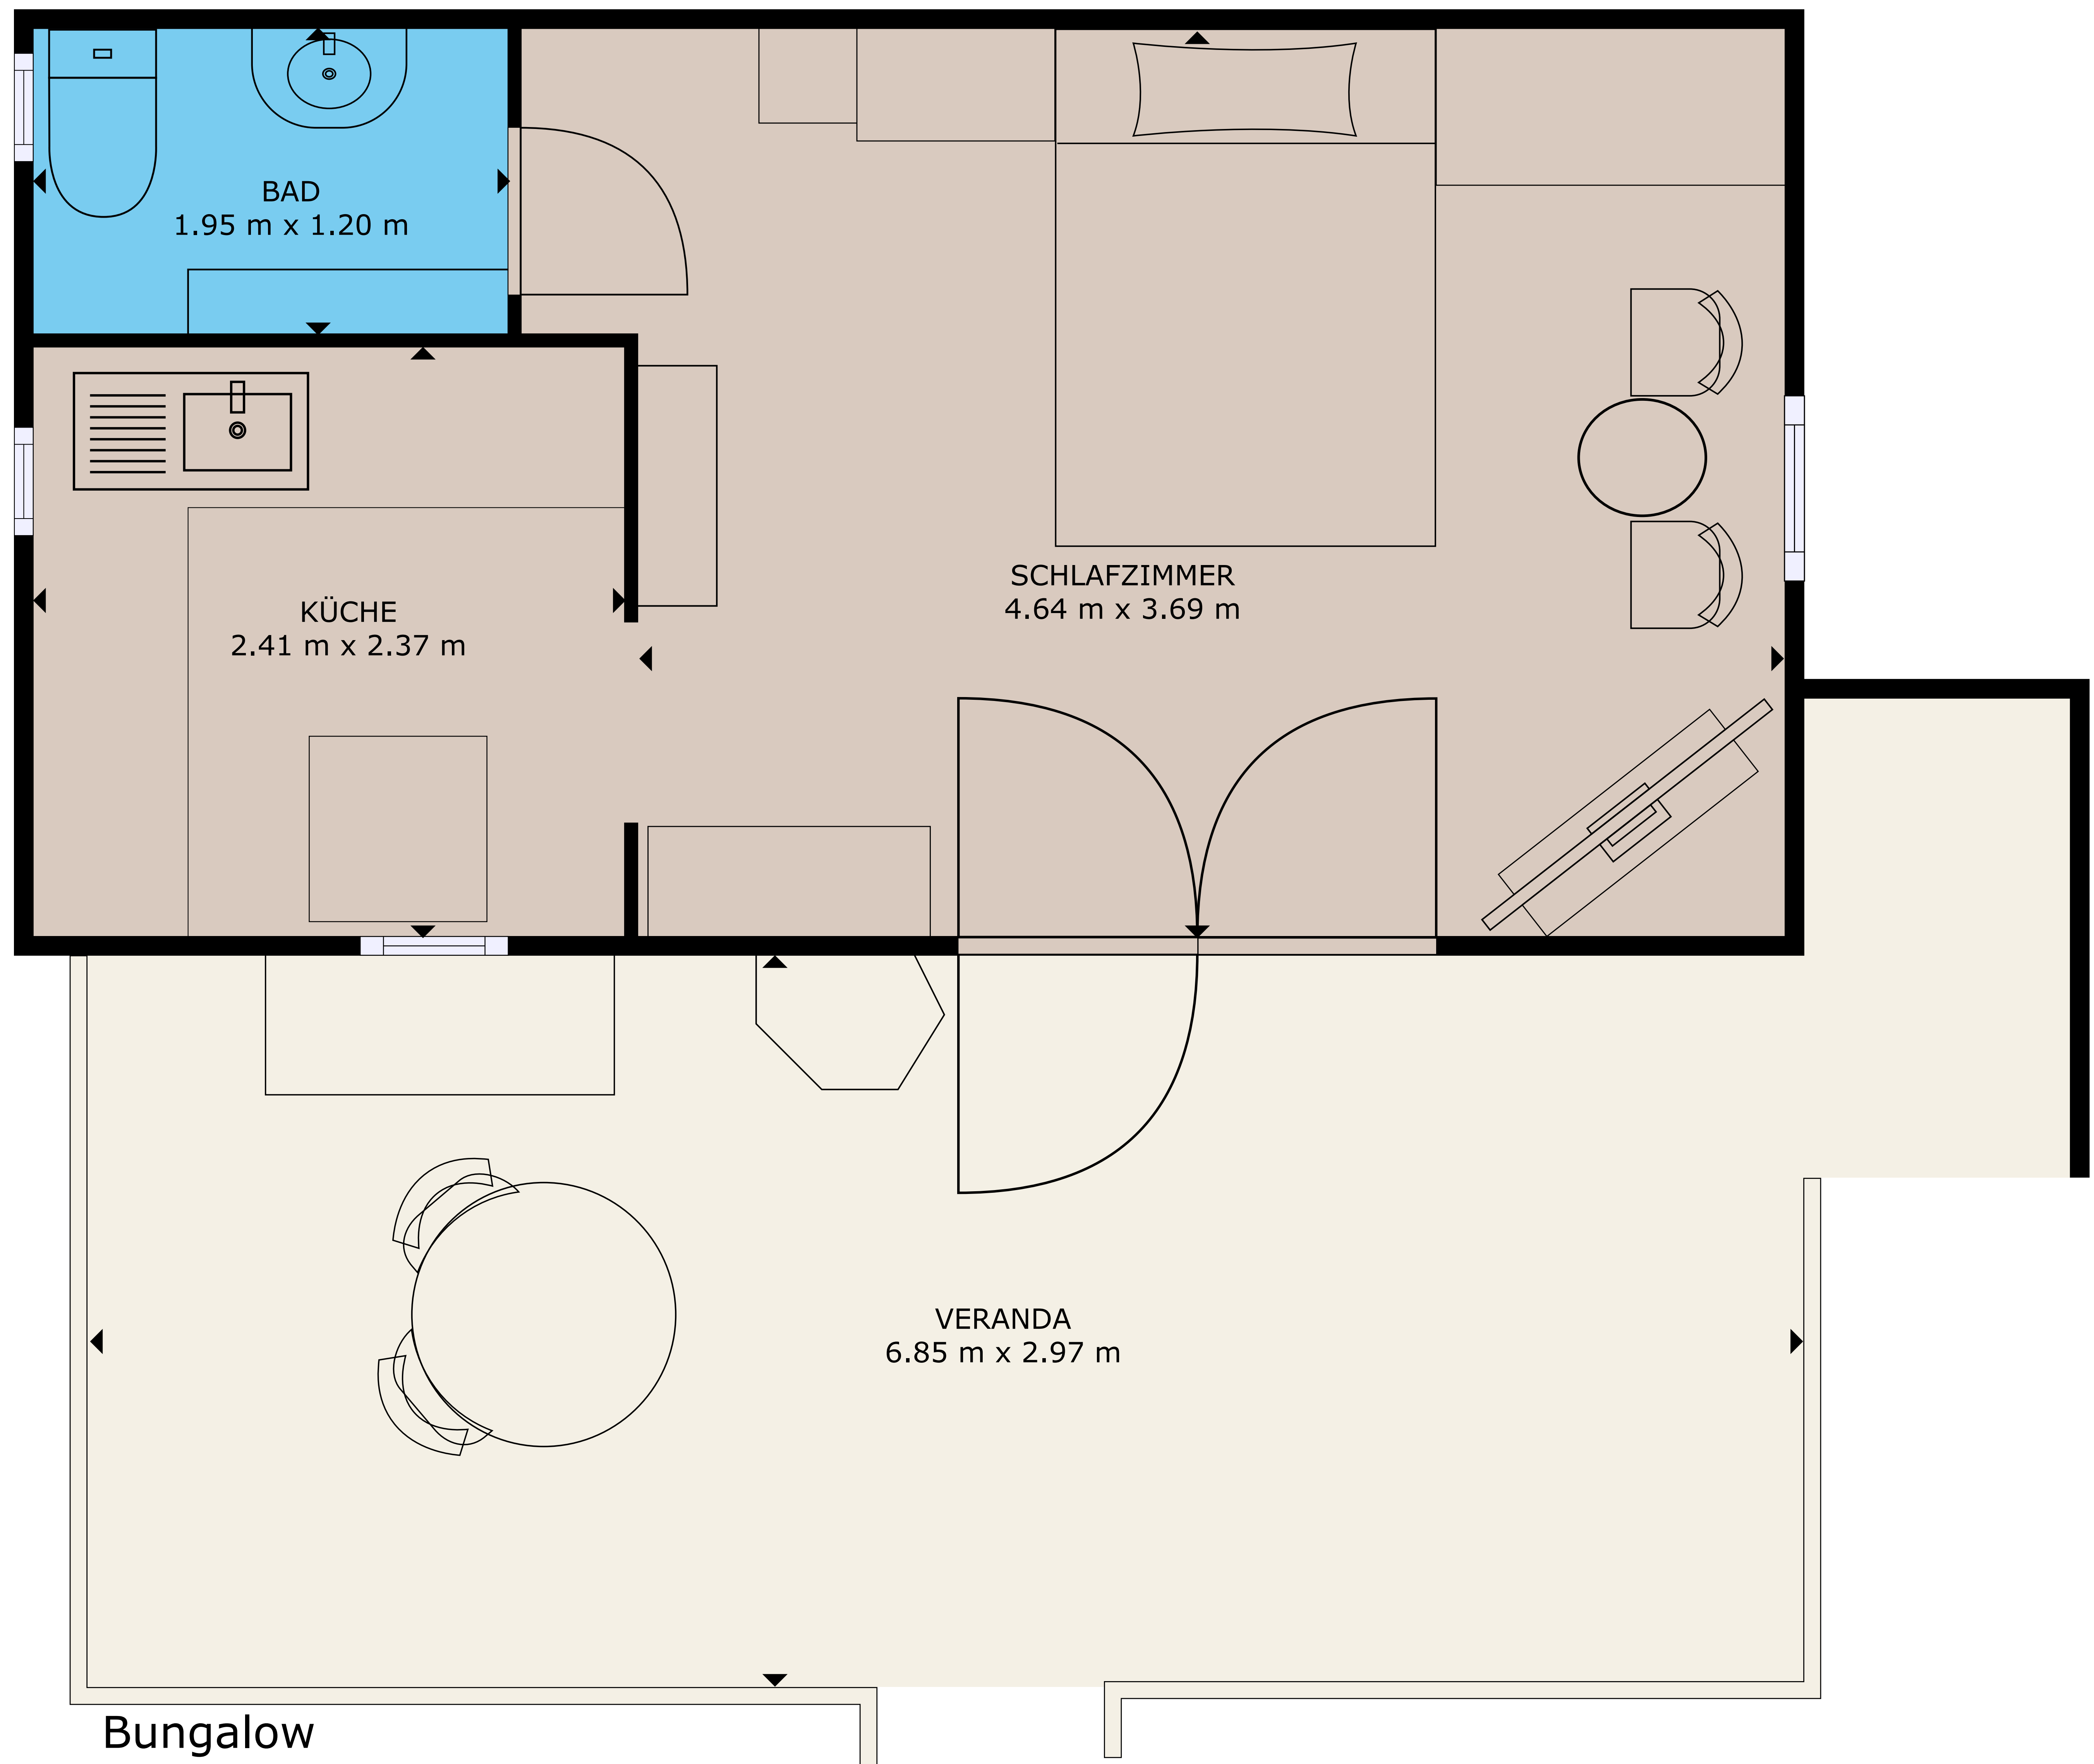 BAD
1.95 m x 1.20 m
SCHLAFZIMMER
4.64 m x 3.69 m
KÜCHE
2.41 m x 2.37 m
VERANDA
6.85 m x 2.97 m
Bungalow